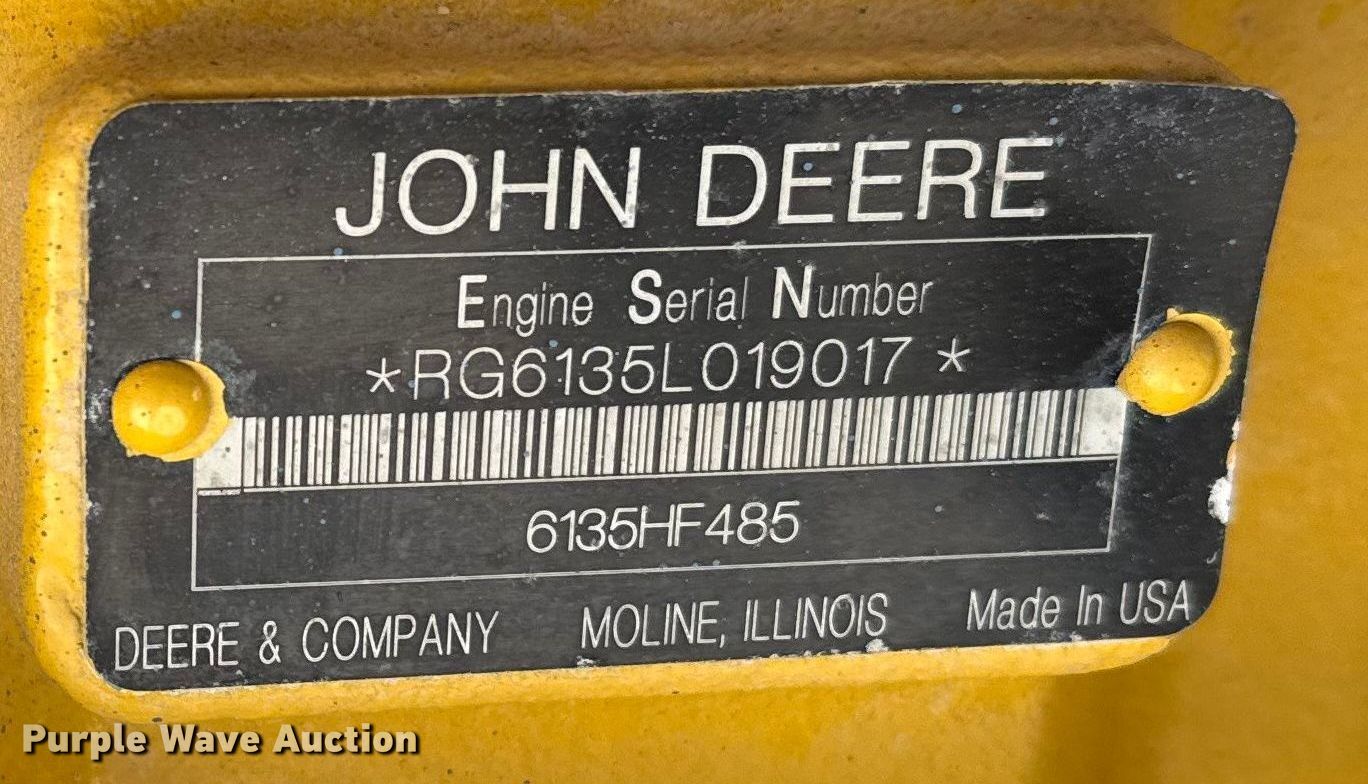 JOHN DEERE
Engine Serial Number
*RG6135L019017 *
6135HF485
DEERE & COMPANY MOLINE, ILLINOIS Made In USA
Purple Wave Auction